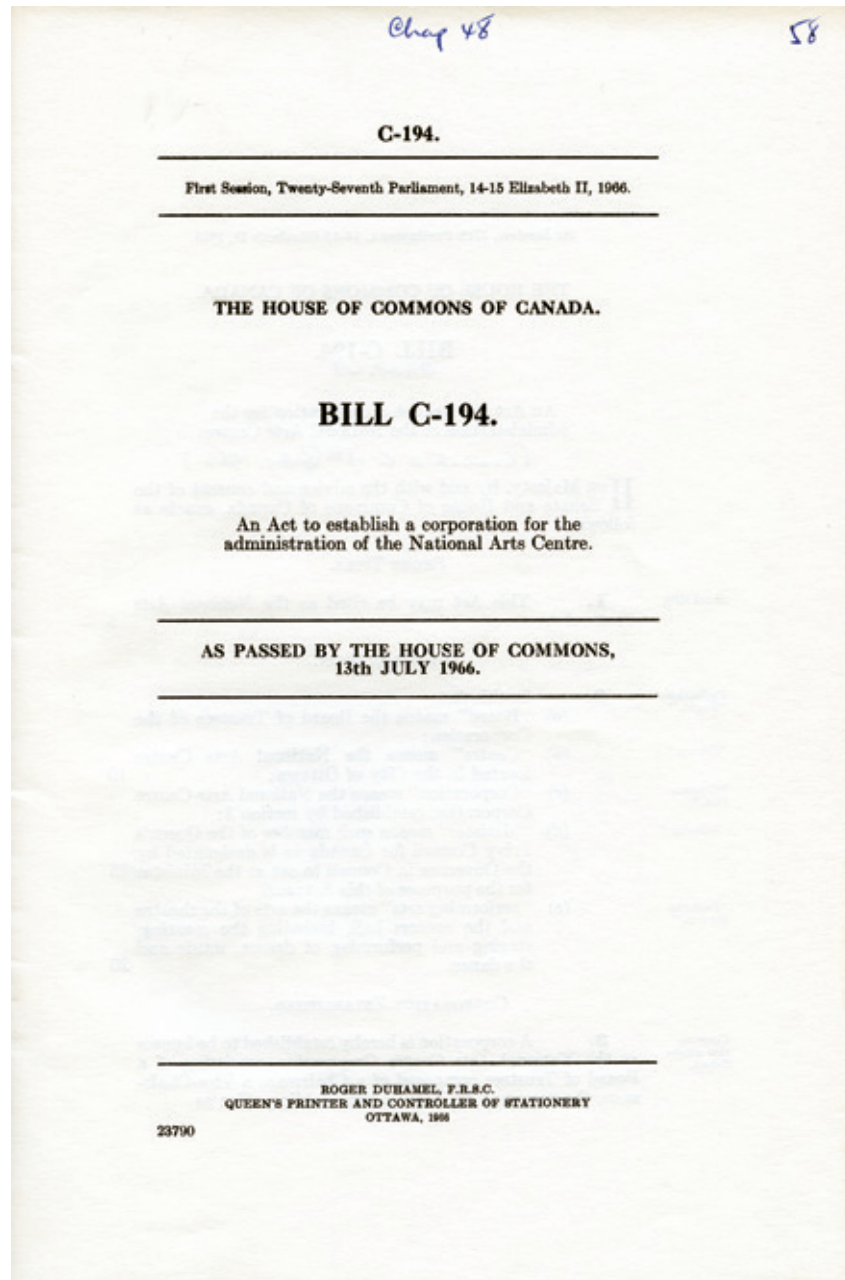 Chap 48
58
C-194.
First Session, Twenty-Seventh Parliament, 14-15 Elizabeth II, 1966.
THE HOUSE OF COMMONS OF CANADA.
BILL C-194.
An Act to establish a corporation for the
administration of the National Arts Centre.
AS PASSED BY THE HOUSE OF COMMONS,
13th JULY 1966.
ROGER DUHAMEL, F.R.S.C.
QUEEN'S PRINTER AND CONTROLLER OF STATIONERY
OTTAWA, 1966
23790